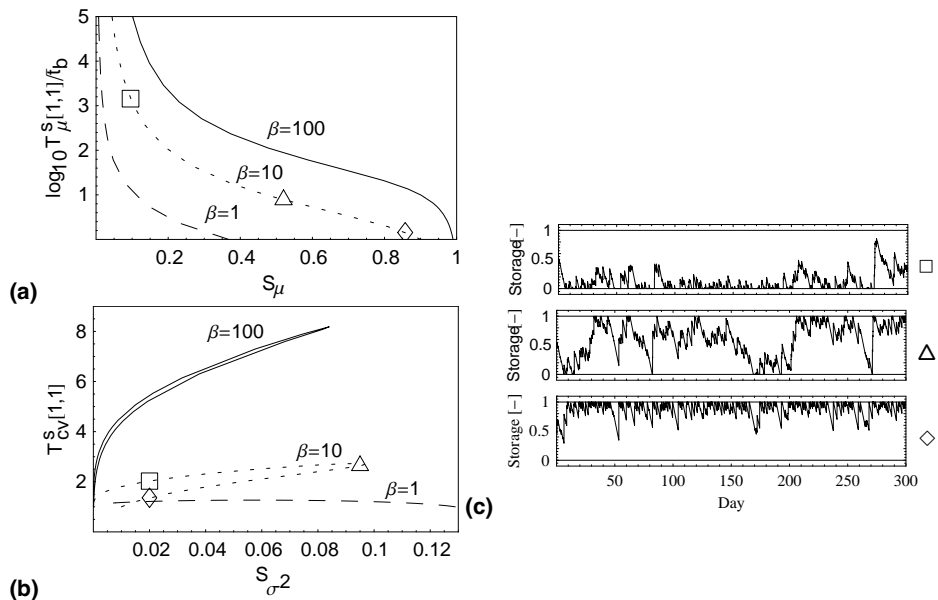 5
4
3
2
1
log10 T^S_μ[1,1]/t_b
β=100
β=10
β=1
0.2
0.4
0.6
0.8
1
S_μ
(a)
8
6
4
2
T^S_CV[1,1]
β=100
β=10
β=1
0.02
0.04
0.06
0.08
0.1
0.12
S_σ²
(b)
1
0.5
0
Storage[–]
1
0.5
0
Storage[–]
1
0.5
0
Storage [–]
50
100
150
200
250
300
Day
(c)